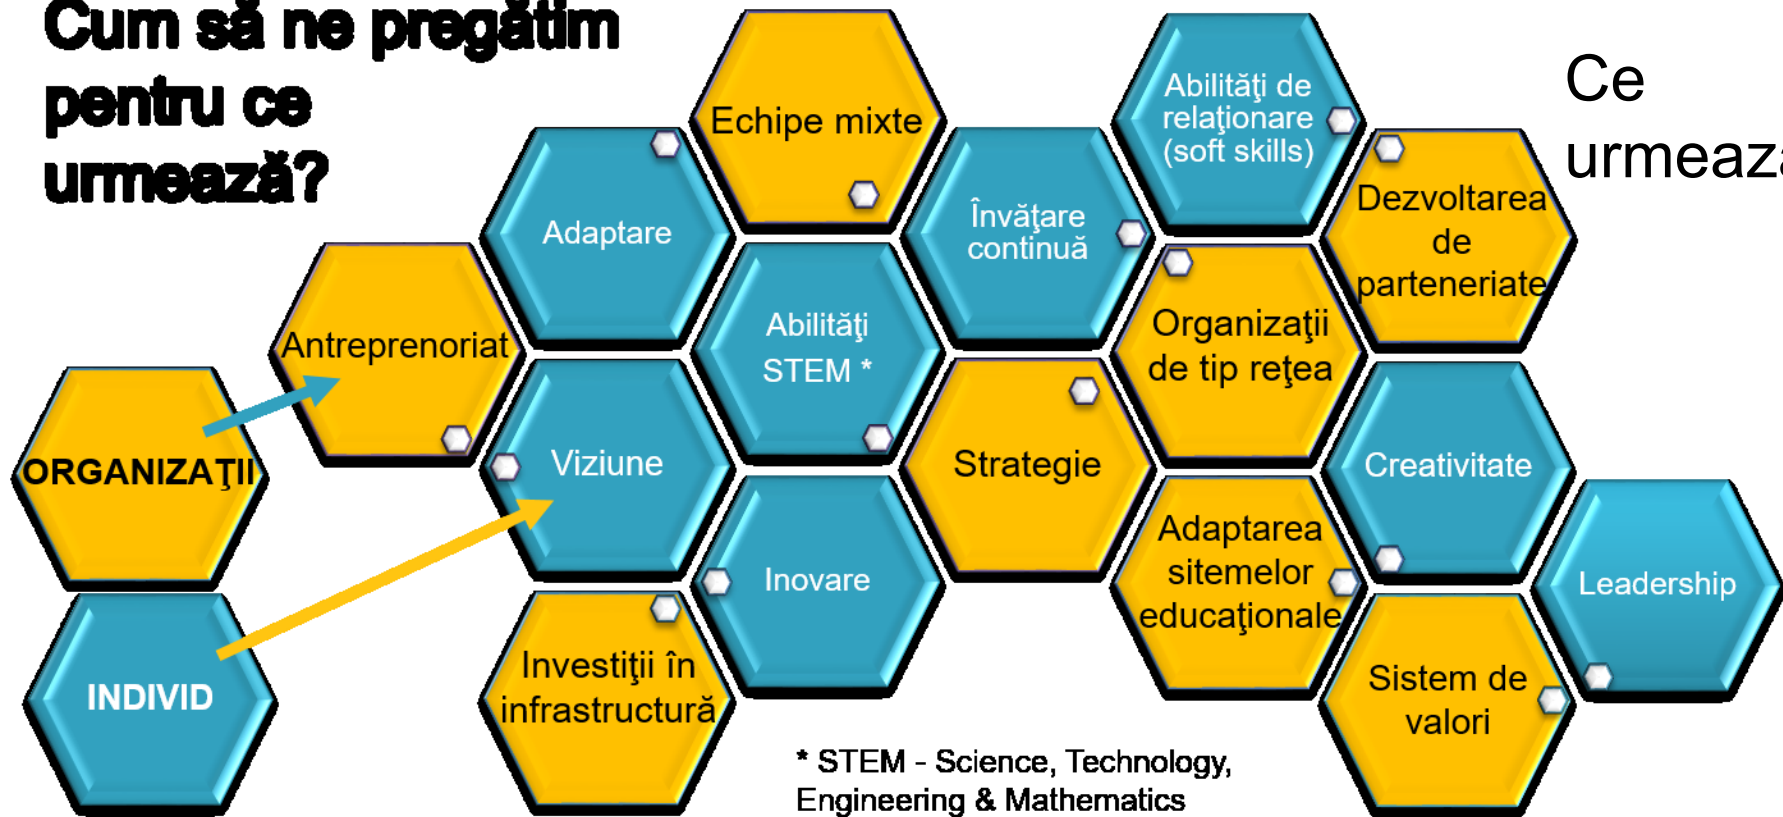 Cum să ne pregătim
pentru ce
urmează?
Ce
urmează
Echipe mixte
Abilităţi de
relaţionare
(soft skills)
Adaptare
Învăţare
continuă
Dezvoltarea
de
parteneriate
Antreprenoriat
Abilităţi
STEM *
Organizaţii
de tip reţea
ORGANIZAŢII
Viziune
Strategie
Creativitate
INDIVID
Inovare
Adaptarea
sitemelor
educaţionale
Leadership
Investiţii în
infrastructură
Sistem de
valori
* STEM - Science, Technology,
Engineering & Mathematics